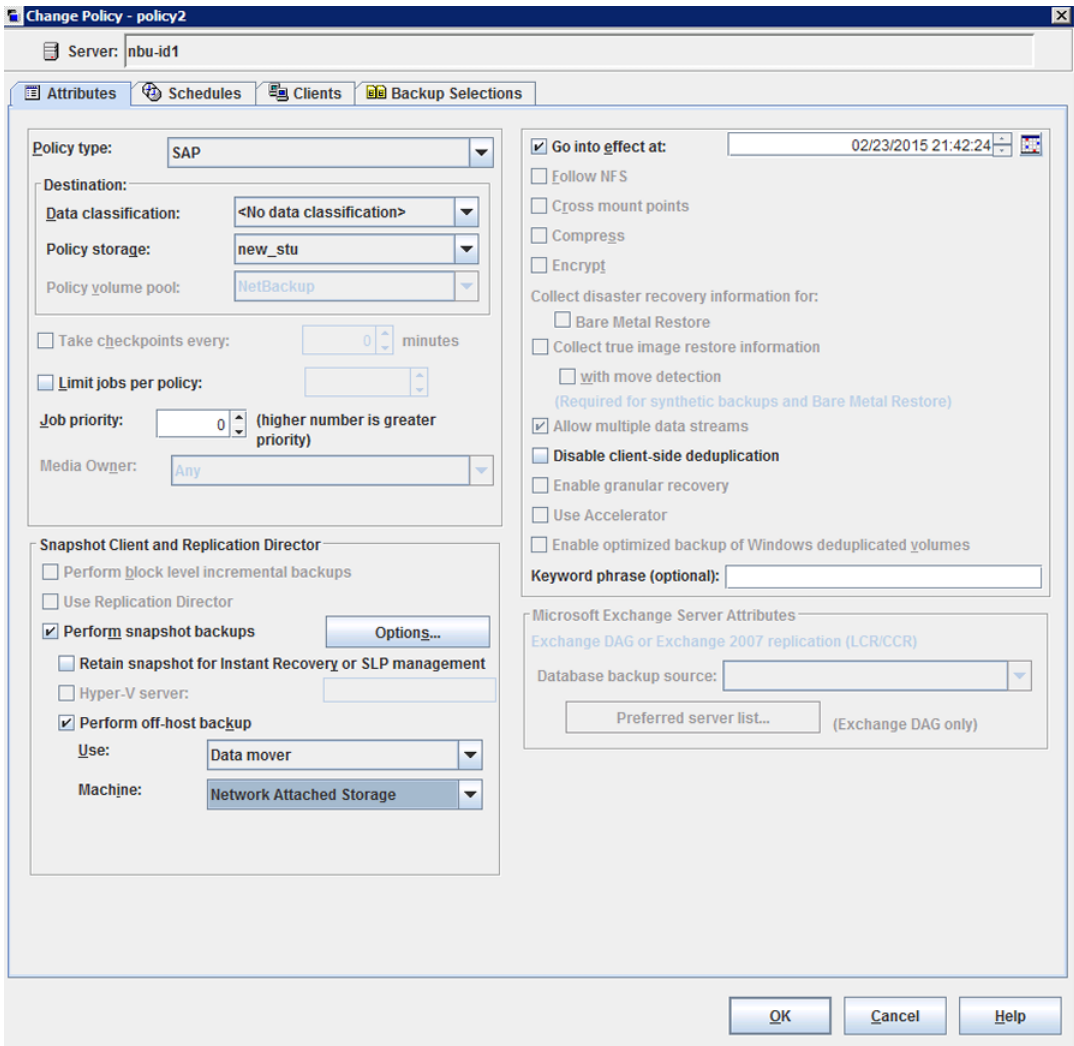 Change Policy - policy2
Server: nbu-id1
Attributes
Schedules
Clients
Backup Selections
Policy type:
SAP
Destination:
Data classification:
<No data classification>
Policy storage:
new_stu
Policy volume pool:
NetBackup
Take checkpoints every:
0
minutes
Limit jobs per policy:
Job priority:
0
(higher number is greater
priority)
Media Owner:
Any
Snapshot Client and Replication Director
Perform block level incremental backups
Use Replication Director
Perform snapshot backups
Options...
Retain snapshot for Instant Recovery or SLP management
Hyper-V server:
Perform off-host backup
Use:
Data mover
Machine:
Network Attached Storage
Go into effect at:
02/23/2015 21:42:24
Follow NFS
Cross mount points
Compress
Encrypt
Collect disaster recovery information for:
Bare Metal Restore
Collect true image restore information
with move detection
(Required for synthetic backups and Bare Metal Restore)
Allow multiple data streams
Disable client-side deduplication
Enable granular recovery
Use Accelerator
Enable optimized backup of Windows deduplicated volumes
Keyword phrase (optional):
Microsoft Exchange Server Attributes
Exchange DAG or Exchange 2007 replication (LCR/CCR)
Database backup source:
Preferred server list...
(Exchange DAG only)
OK
Cancel
Help